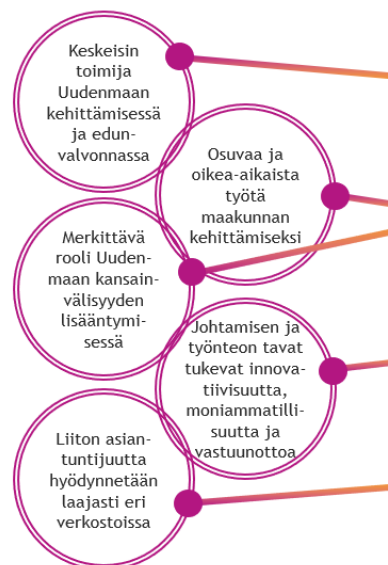 Keskeisin
toimija
Uudenmaan
kehittämisessä
ja edun-
valvonnassa
Osuvaa ja
oikea-aikaista
työtä
maakunnan
kehittämiseksi
Merkittävä
rooli Uuden-
maan kansain-
välisyyden
lisääntymi-
sessä
Johtamisen ja
työnteon tavat
tukevat innova-
tiivisuutta,
moniammatilli-
suutta ja
vastuunottoa
Liiton asian-
tuntijuutta
hyödynnetään
laajasti eri
verkostoissa